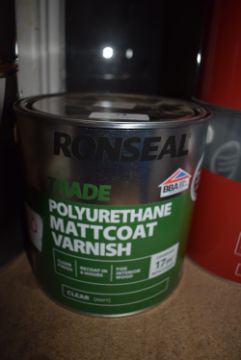 RONSEAL
TRADE
BBA
POLYURETHANE
MATTCOAT
VARNISH
CLEAR